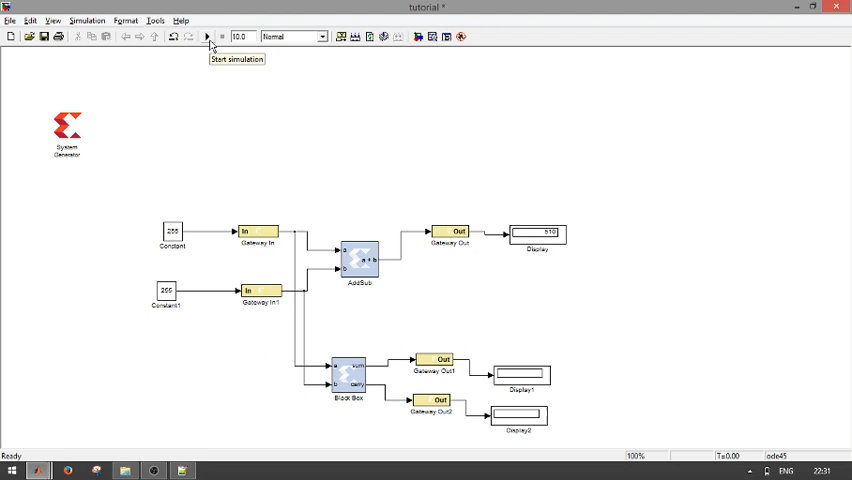 tutorial *
File Edit View Simulation Format Tools Help
10.0 Normal
Start simulation
System
Generator
255 In Out 510
Constant Gateway In Gateway Out Display
a
a + b
b
255 In AddSub
Constant1 Gateway In1
a sum Out
Gateway Out1
b carry Display1
Black Box Out
Gateway Out2
Display2
Ready 100% T=0.00 ode45
ENG 22:31